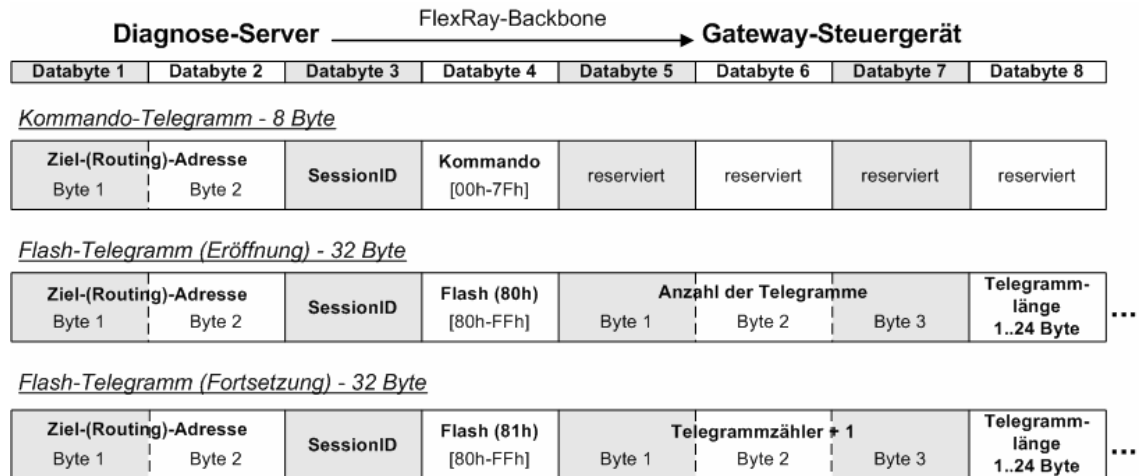 FlexRay-Backbone
Diagnose-Server Gateway-Steuergerät
Databyte 1 Databyte 2 Databyte 3 Databyte 4 Databyte 5 Databyte 6 Databyte 7 Databyte 8
Kommando-Telegramm - 8 Byte
Ziel-(Routing)-Adresse
Byte 1 Byte 2
SessionID
Kommando
[00h-7Fh]
reserviert reserviert reserviert reserviert
Flash-Telegramm (Eröffnung) - 32 Byte
Ziel-(Routing)-Adresse
Byte 1 Byte 2
SessionID
Flash (80h)
[80h-FFh]
Anzahl der Telegramme
Byte 1 Byte 2 Byte 3
Telegramm-
länge
1..24 Byte
...
Flash-Telegramm (Fortsetzung) - 32 Byte
Ziel-(Routing)-Adresse
Byte 1 Byte 2
SessionID
Flash (81h)
[80h-FFh]
Telegrammzähler + 1
Byte 1 Byte 2 Byte 3
Telegramm-
länge
1..24 Byte
...